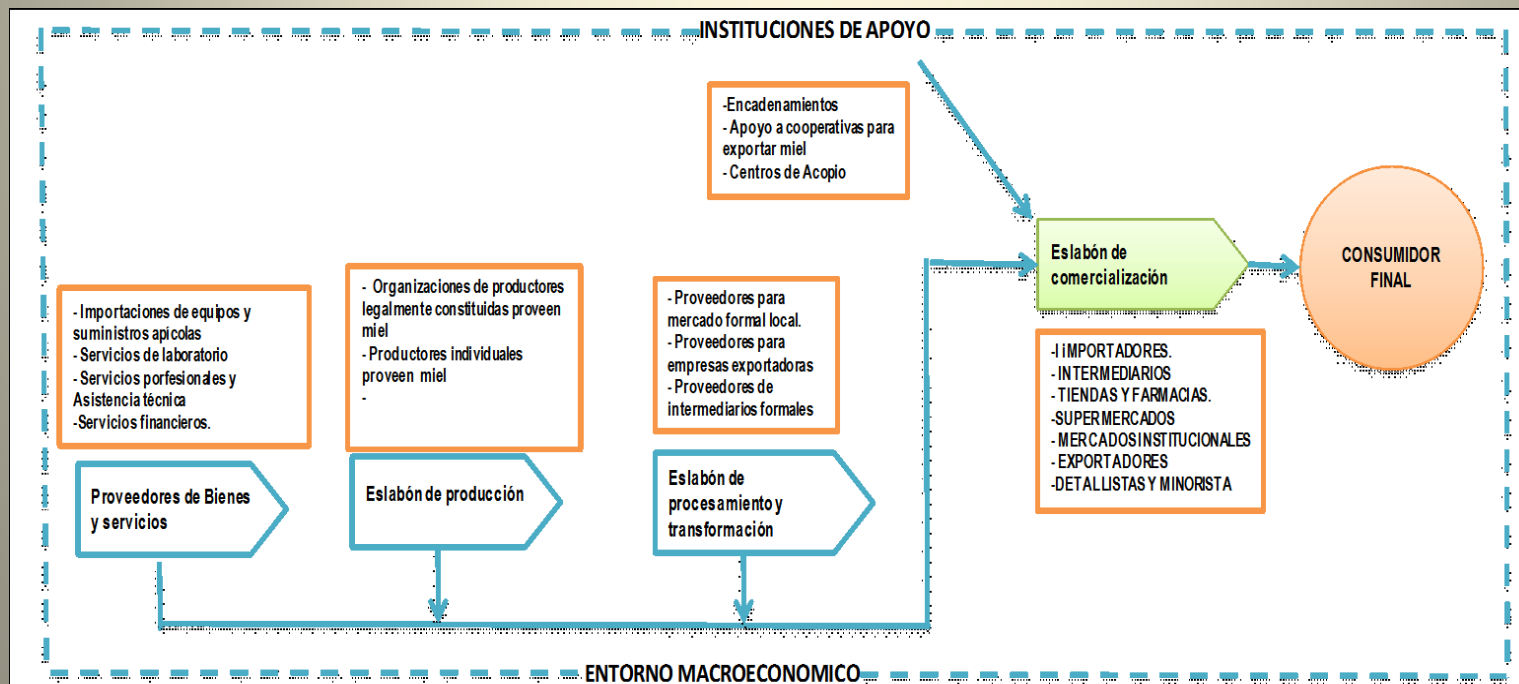 INSTITUCIONES DE APOYO
-Encadenamientos
- Apoyo a cooperativas para
exportar miel
- Centros de Acopio
Eslabón de
comercialización
CONSUMIDOR
FINAL
- Importaciones de equipos y
suministros apícolas
- Servicios de laboratorio
- Servicios porfesionales y
Asistencia técnica
-Servicios financieros.
- Organizaciones de productores
legalmente constituidas proveen
miel
- Productores individuales
proveen miel
-
- Proveedores para
mercado formal local.
- Proveedores para
empresas exportadoras
- Proveedores de
intermediarios formales
-I iMPORTADORES.
- INTERMEDIARIOS
- TIENDAS Y FARMACIAS.
-SUPERMERCADOS
- MERCADOS INSTITUCIONALES
- EXPORTADORES
-DETALLISTAS Y MINORISTA
Proveedores de Bienes
y servicios
Eslabón de producción
Eslabón de
procesamiento y
transformación
ENTORNO MACROECONOMICO